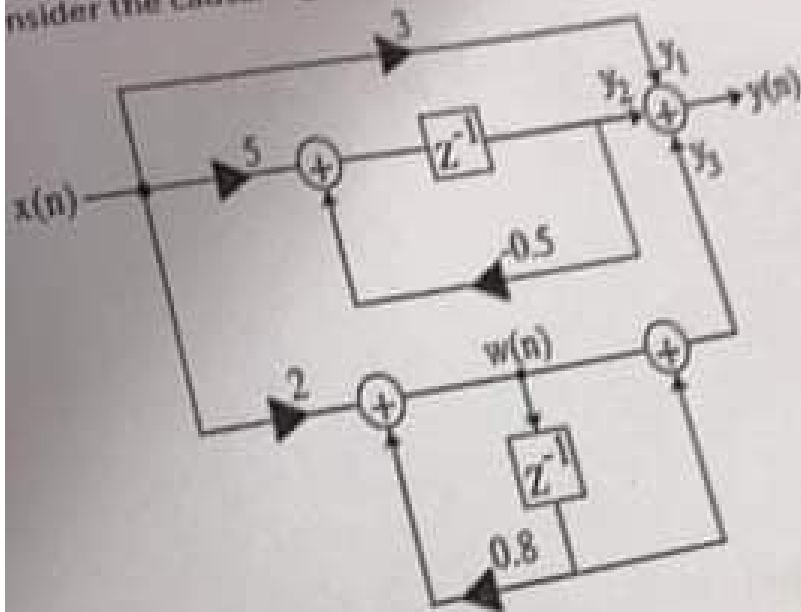 nsider the
3
y₁
y₂
y(n)
5
+
z⁻¹
+
y₃
x(n)
-0.5
w(n)
2
+
+
z⁻¹
0.8